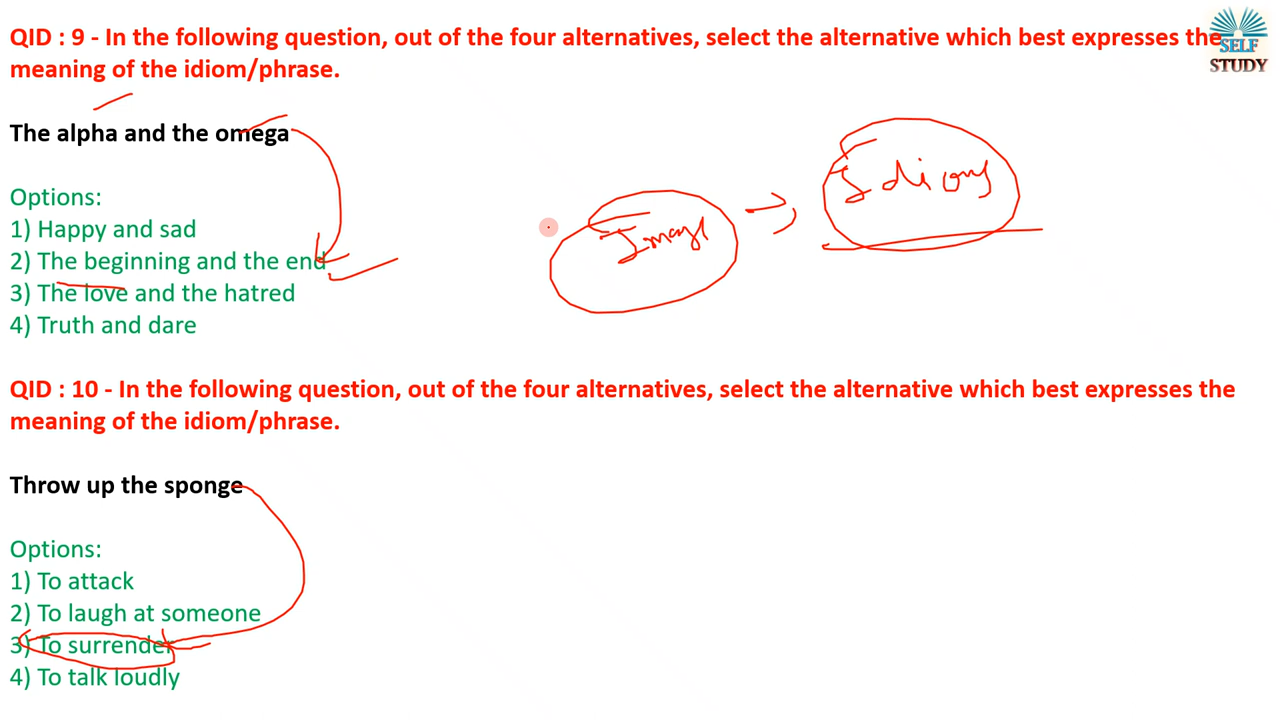 QID : 9 - In the following question, out of the four alternatives, select the alternative which best expresses the
meaning of the idiom/phrase.
SELF
STUDY
The alpha and the omega
Options:
1) Happy and sad
2) The beginning and the end
3) The love and the hatred
4) Truth and dare
Image
Idioms
QID : 10 - In the following question, out of the four alternatives, select the alternative which best expresses the
meaning of the idiom/phrase.
Throw up the sponge
Options:
1) To attack
2) To laugh at someone
3) To surrender
4) To talk loudly